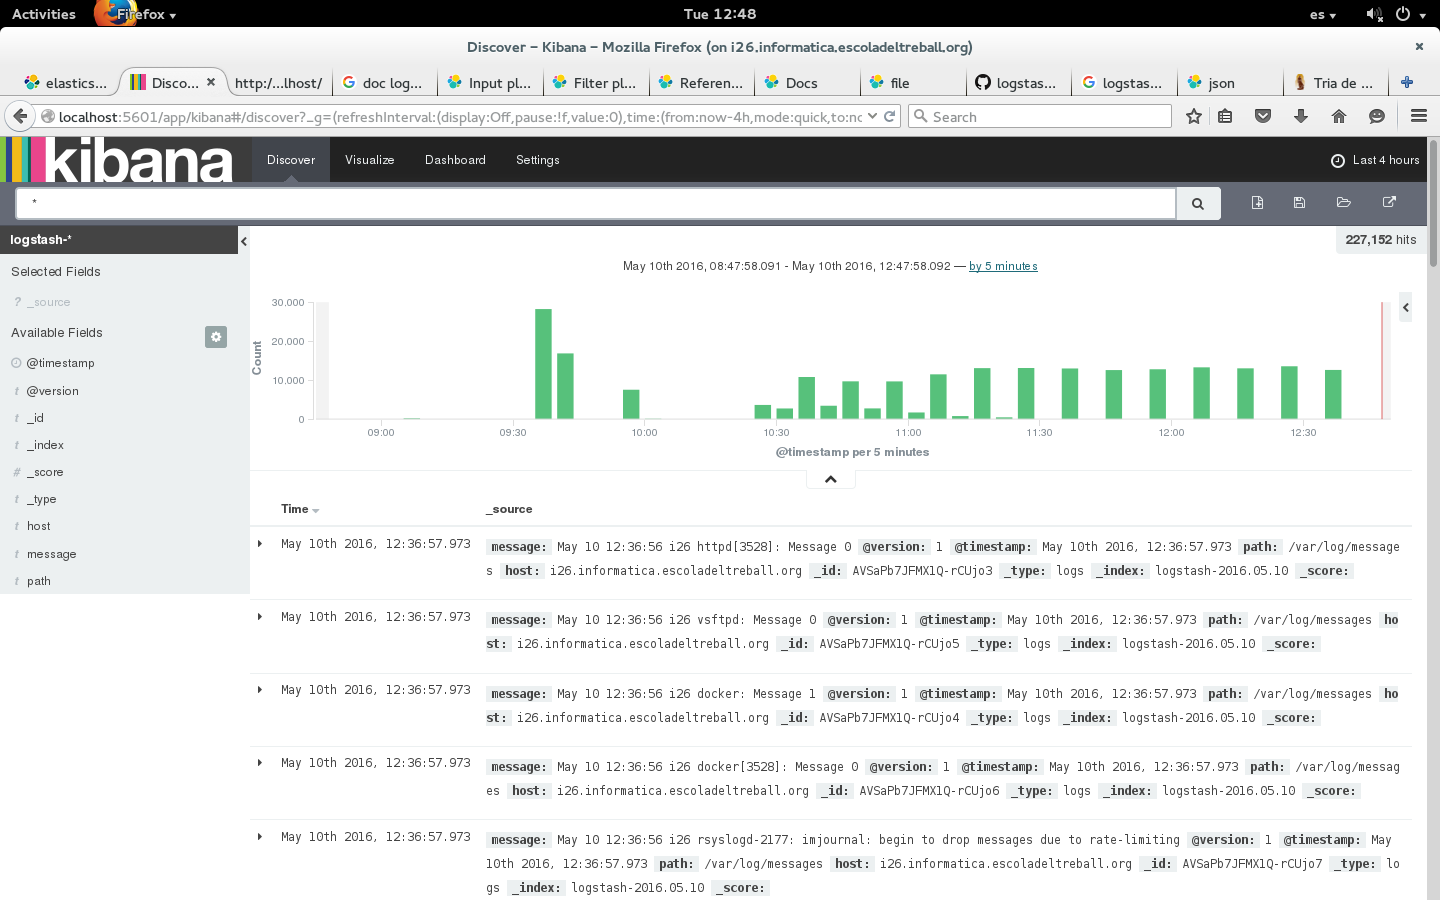 Activities Firefox Tue 12:48 es
Discover – Kibana – Mozilla Firefox (on i26.informatica.escoladeltreball.org) ×
elastics... Disco... × http:/...lhost/ doc log... Input pl... Filter pl... Referen... Docs file logstas... logstas... json Tria de ...
localhost:5601/app/kibana#/discover?_g=(refreshInterval:(display:Off,pause:!f,value:0),time:(from:now-4h,mode:quick,to:nc Search
kibana Discover Visualize Dashboard Settings Last 4 hours
*
logstash-*
227,152 hits
Selected Fields
? _source
Available Fields
@timestamp
t @version
t _id
t _index
# _score
t _type
t host
t message
t path
May 10th 2016, 08:47:58.091 - May 10th 2016, 12:47:58.092 — by 5 minutes
Count
30,000
20,000
10,000
0
09:00 09:30 10:00 10:30 11:00 11:30 12:00 12:30
@timestamp per 5 minutes
Time _source
May 10th 2016, 12:36:57.973 message: May 10 12:36:56 i26 httpd[3528]: Message 0 @version: 1 @timestamp: May 10th 2016, 12:36:57.973 path: /var/log/message
s host: i26.informatica.escoladeltreball.org _id: AVSaPb7JFMX1Q-rCUjo3 _type: logs _index: logstash-2016.05.10 _score:
May 10th 2016, 12:36:57.973 message: May 10 12:36:56 i26 vsftpd: Message 0 @version: 1 @timestamp: May 10th 2016, 12:36:57.973 path: /var/log/messages ho
st: i26.informatica.escoladeltreball.org _id: AVSaPb7JFMX1Q-rCUjo5 _type: logs _index: logstash-2016.05.10 _score:
May 10th 2016, 12:36:57.973 message: May 10 12:36:56 i26 docker: Message 1 @version: 1 @timestamp: May 10th 2016, 12:36:57.973 path: /var/log/messages ho
st: i26.informatica.escoladeltreball.org _id: AVSaPb7JFMX1Q-rCUjo4 _type: logs _index: logstash-2016.05.10 _score:
May 10th 2016, 12:36:57.973 message: May 10 12:36:56 i26 docker[3528]: Message 0 @version: 1 @timestamp: May 10th 2016, 12:36:57.973 path: /var/log/messag
es host: i26.informatica.escoladeltreball.org _id: AVSaPb7JFMX1Q-rCUjo6 _type: logs _index: logstash-2016.05.10 _score:
May 10th 2016, 12:36:57.973 message: May 10 12:36:56 i26 rsyslogd-2177: imjournal: begin to drop messages due to rate-limiting @version: 1 @timestamp: May
10th 2016, 12:36:57.973 path: /var/log/messages host: i26.informatica.escoladeltreball.org _id: AVSaPb7JFMX1Q-rCUjo7 _type: lo
gs _index: logstash-2016.05.10 _score: